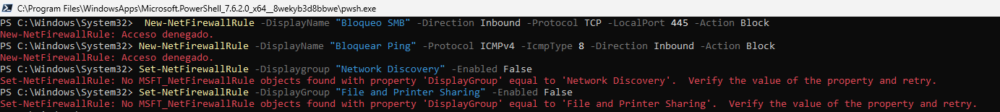 C:\Program Files\WindowsApps\Microsoft.PowerShell_7.6.2.0_x64__8wekyb3d8bbwe\pwsh.exe
PS C:\Windows\System32>  New-NetFirewallRule -DisplayName "Bloqueo SMB" -Direction Inbound -Protocol TCP -LocalPort 445 -Action Block
New-NetFirewallRule: Acceso denegado.
PS C:\Windows\System32> New-NetFirewallRule -DisplayName "Bloquear Ping" -Protocol ICMPv4 -IcmpType 8 -Direction Inbound -Action Block
New-NetFirewallRule: Acceso denegado.
PS C:\Windows\System32> Set-NetFirewallRule -Displaygroup "Network Discovery" -Enabled False
Set-NetFirewallRule: No MSFT_NetFirewallRule objects found with property 'DisplayGroup' equal to 'Network Discovery'.  Verify the value of the property and retry.
PS C:\Windows\System32> Set-NetFirewallRule -DisplayGroup "File and Printer Sharing" -Enabled False
Set-NetFirewallRule: No MSFT_NetFirewallRule objects found with property 'DisplayGroup' equal to 'File and Printer Sharing'.  Verify the value of the property and retry.